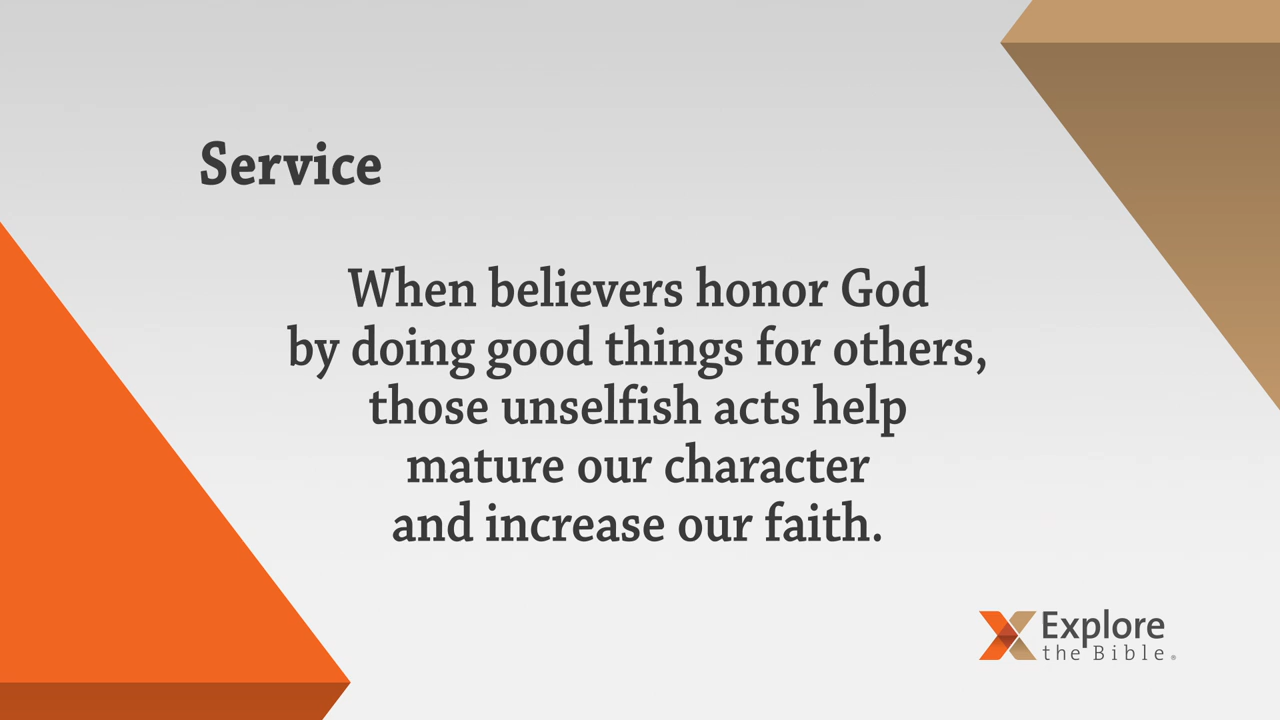 Service
When believers honor God
by doing good things for others,
those unselfish acts help
mature our character
and increase our faith.
Explore
the Bible®